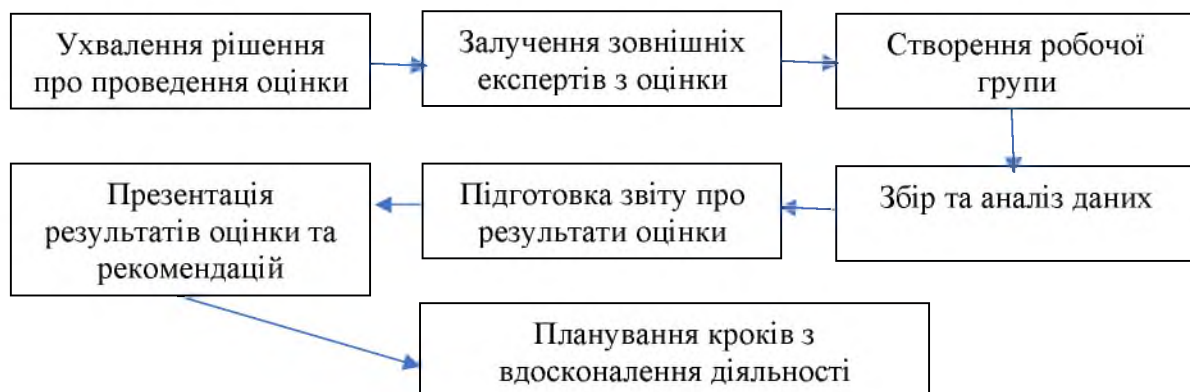 Ухвалення рішення
про проведення оцінки
Залучення зовнішніх
експертів з оцінки
Створення робочої
групи
Збір та аналіз даних
Підготовка звіту про
результати оцінки
Презентація
результатів оцінки та
рекомендацій
Планування кроків з
вдосконалення діяльності